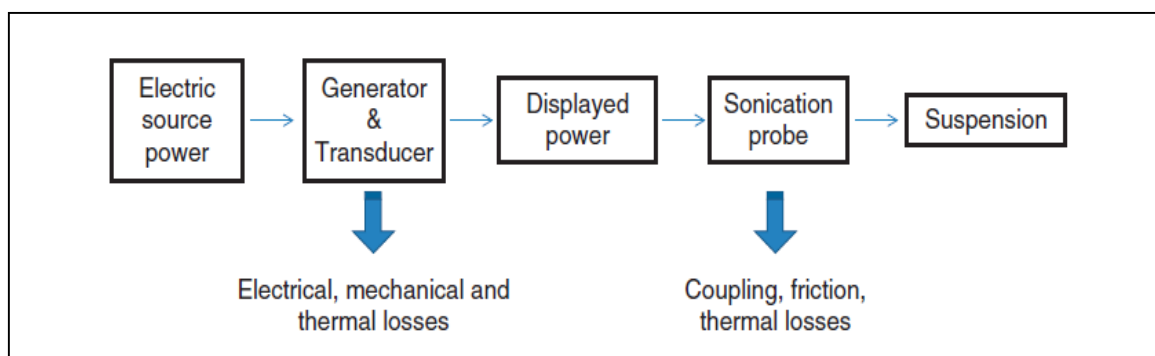 Electric
source
power
Generator
&
Transducer
Displayed
power
Sonication
probe
Suspension
Electrical, mechanical and
thermal losses
Coupling, friction,
thermal losses